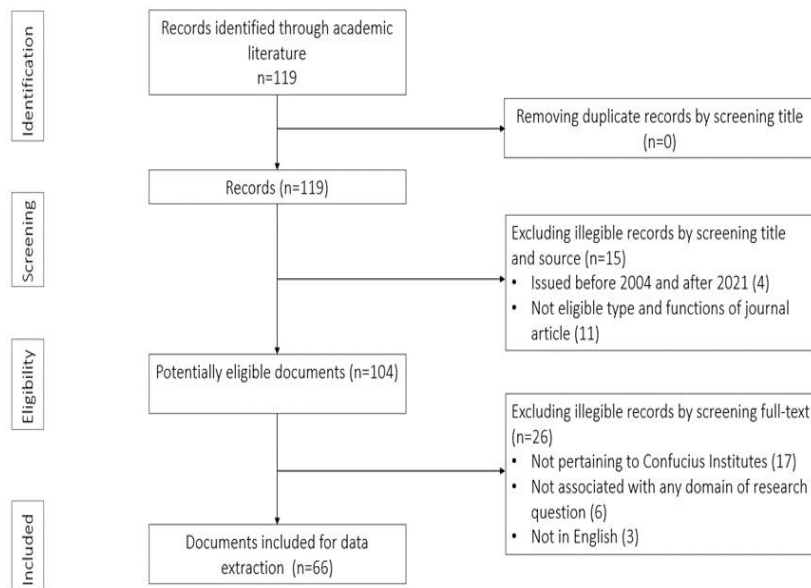 Identification
Records identified through academic
literature
n=119
Removing duplicate records by screening title
(n=0)
Records (n=119)
Screening
Excluding illegible records by screening title
and source (n=15)
• Issued before 2004 and after 2021 (4)
• Not eligible type and functions of journal
article (11)
Eligibility
Potentially eligible documents (n=104)
Excluding illegible records by screening full-text
(n=26)
• Not pertaining to Confucius Institutes (17)
• Not associated with any domain of research
question (6)
• Not in English (3)
Included
Documents included for data
extraction (n=66)